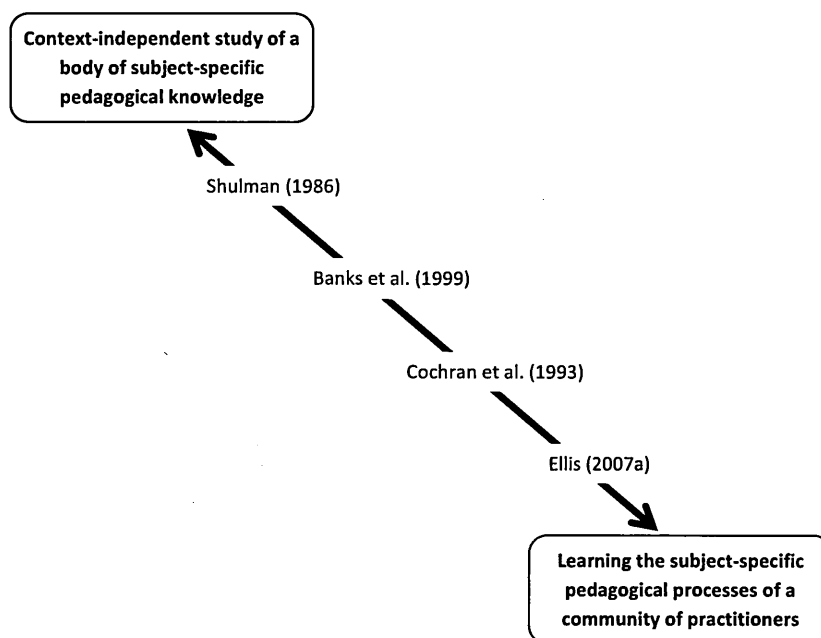 Context-independent study of a
body of subject-specific
pedagogical knowledge
Shulman (1986)
Banks et al. (1999)
Cochran et al. (1993)
Ellis (2007a)
Learning the subject-specific
pedagogical processes of a
community of practitioners